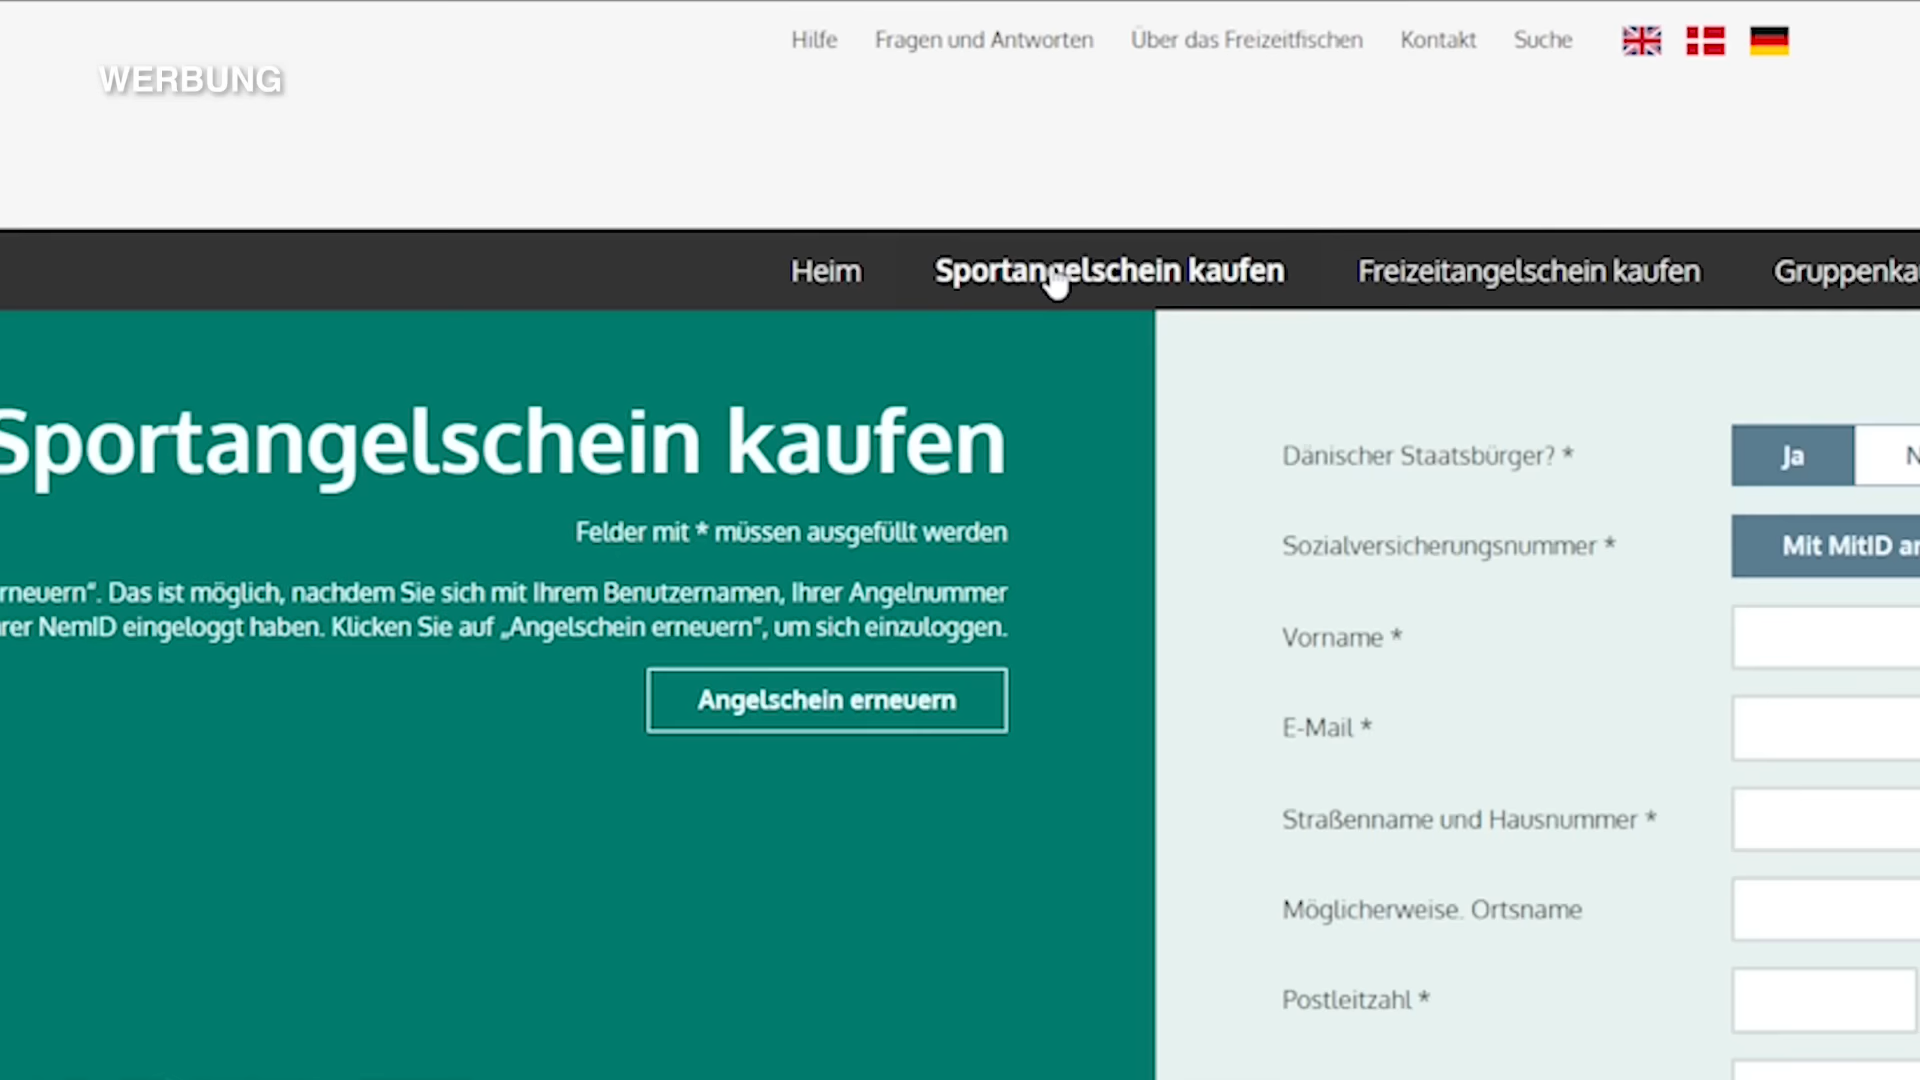 Hilfe Fragen und Antworten Über das Freizeitfischen Kontakt Suche
WERBUNG
Heim Sportangelschein kaufen Freizeitangelschein kaufen
Sportangelschein kaufen
Felder mit * müssen ausgefüllt werden
Das ist möglich, nachdem Sie sich mit Ihrem Benutzernamen, Ihrer Angelnummer
NemID eingeloggt haben. Klicken Sie auf „Angelschein erneuern“, um sich einzuloggen.
Angelschein erneuern
Dänischer Staatsbürger? * Ja
Sozialversicherungsnummer * Mit MitID
Vorname *
E-Mail *
Straßenname und Hausnummer *
Möglicherweise. Ortsname
Postleitzahl *